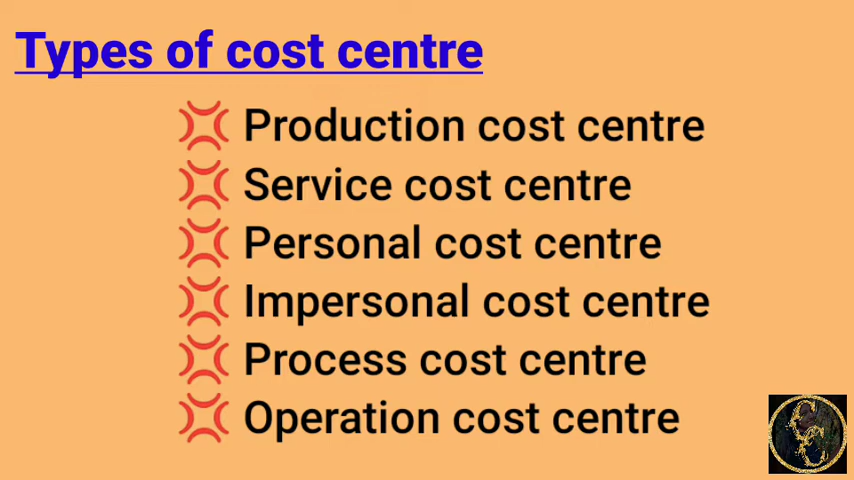 Types of cost centre
Production cost centre
Service cost centre
Personal cost centre
Impersonal cost centre
Process cost centre
Operation cost centre